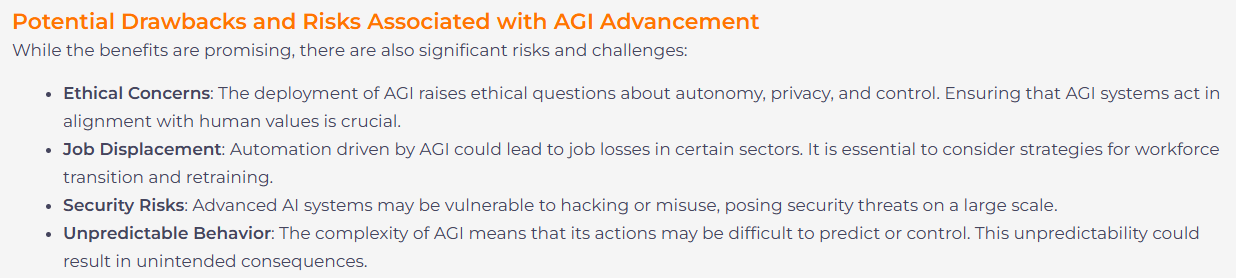 Potential Drawbacks and Risks Associated with AGI Advancement
While the benefits are promising, there are also significant risks and challenges:
• Ethical Concerns: The deployment of AGI raises ethical questions about autonomy, privacy, and control. Ensuring that AGI systems act in
alignment with human values is crucial.
• Job Displacement: Automation driven by AGI could lead to job losses in certain sectors. It is essential to consider strategies for workforce
transition and retraining.
• Security Risks: Advanced AI systems may be vulnerable to hacking or misuse, posing security threats on a large scale.
• Unpredictable Behavior: The complexity of AGI means that its actions may be difficult to predict or control. This unpredictability could
result in unintended consequences.